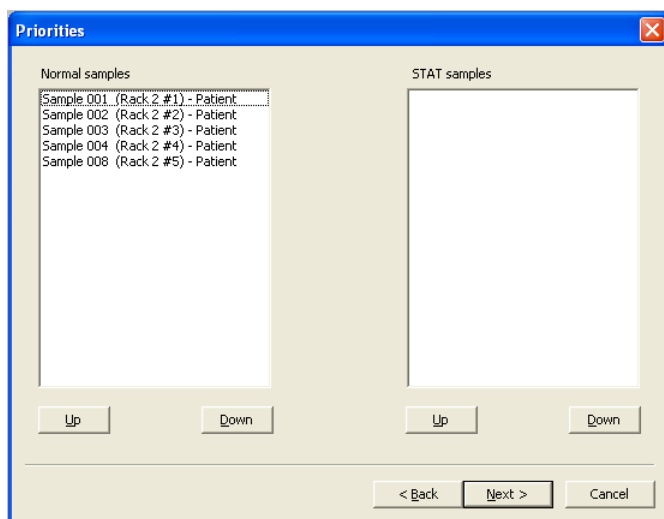 Priorities
Normal samples
STAT samples
Sample 001 (Rack 2 #1) - Patient
Sample 002 (Rack 2 #2) - Patient
Sample 003 (Rack 2 #3) - Patient
Sample 004 (Rack 2 #4) - Patient
Sample 008 (Rack 2 #5) - Patient
Up
Down
Up
Down
< Back
Next >
Cancel